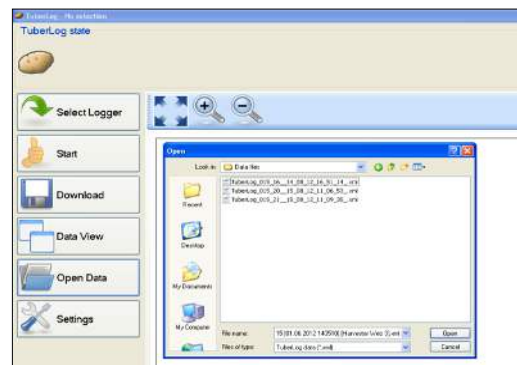 TuberLog - No selection
TuberLog state
Select Logger
Start
Download
Data View
Open Data
Settings
Open
Look in:
Data files
Recent
Desktop
My Documents
My Computer
File name:
Open
Files of type:
TuberLog data (*.xml)
Cancel